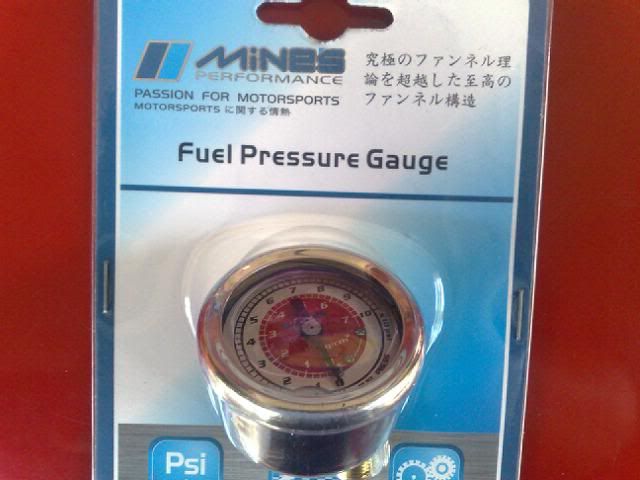 MINES
PERFORMANCE
PASSION FOR MOTORSPORTS
MOTORSPORTS に関する情熱
究極のファンネル理
論を超越した至高の
ファンネル構造
Fuel Pressure Gauge
Psi